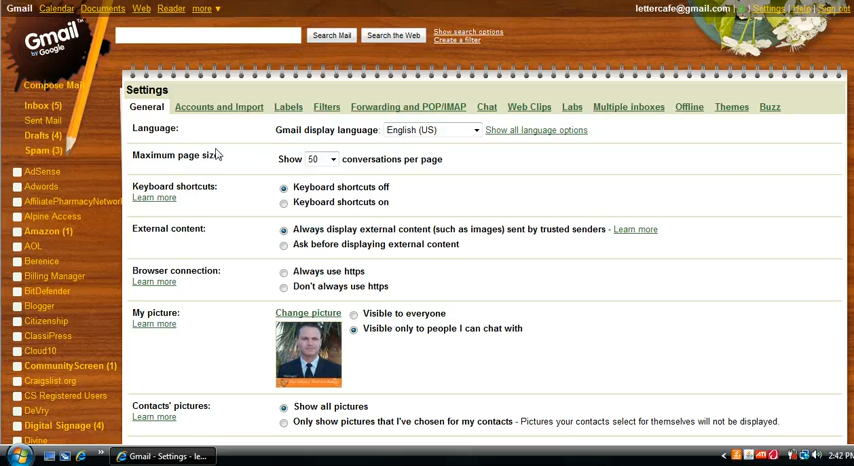 Gmail Calendar Documents Web Reader more ▼
lettercafe@gmail.com | | Settings | Help | Sign out
Gmail™
by Google
Search Mail Search the Web
Show search options
Create a filter
Compose Mail
Inbox (5)
Sent Mail
Drafts (4)
Spam (3)
AdSense
Adwords
AffiliatePharmacyNetwork
Alpine Access
Amazon (1)
AOL
Berenice
Billing Manager
BitDefender
Blogger
Citizenship
ClassiPress
Cloud10
CommunityScreen (1)
Craigslist.org
CS Registered Users
DeVry
Digital Signage (4)
Divine
Settings
General Accounts and Import Labels Filters Forwarding and POP/IMAP Chat Web Clips Labs Multiple inboxes Offline Themes Buzz
Language:
Gmail display language: English (US) Show all language options
Maximum page size:
Show 50 conversations per page
Keyboard shortcuts:
Learn more
Keyboard shortcuts off
Keyboard shortcuts on
External content:
Always display external content (such as images) sent by trusted senders - Learn more
Ask before displaying external content
Browser connection:
Learn more
Always use https
Don't always use https
My picture:
Learn more
Change picture
Visible to everyone
Visible only to people I can chat with
Contacts' pictures:
Learn more
Show all pictures
Only show pictures that I've chosen for my contacts - Pictures your contacts select for themselves will not be displayed.
Gmail - Settings - le...
2:42 PM